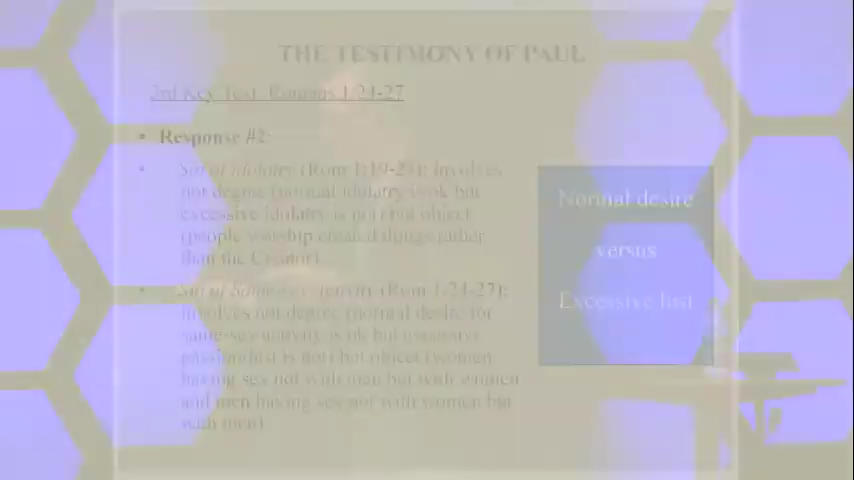 THE TESTIMONY OF PAUL
3rd Key Text: Romans 1:24-27
• Response #2:
• Sin of Idolatry (Rom 1:19-23): Involves
not degree (normal idolatry is ok but
excessive idolatry is not) but object
(people worship created things rather
than the Creator)
• Sin of Same-sex Activity (Rom 1:24-27):
Involves not degree (normal desire for
same-sex activity is ok but excessive
passion/lust is not) but object (women
having sex not with men but with women
and men having sex not with women but
with men)
Normal desire
versus
Excessive lust